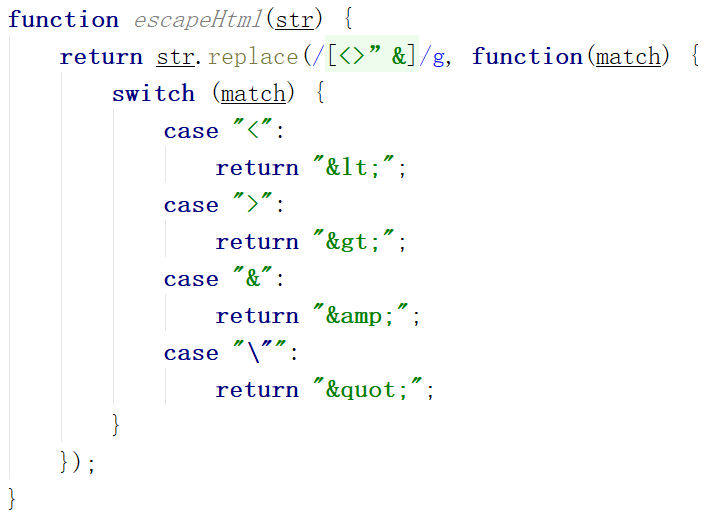 function escapeHtml(str) {
    return str.replace(/[<>”&]/g, function(match) {
        switch (match) {
            case "<":
                return "&lt;";
            case ">":
                return "&gt;";
            case "&":
                return "&amp;";
            case "\"":
                return "&quot;";
        }
    });
}